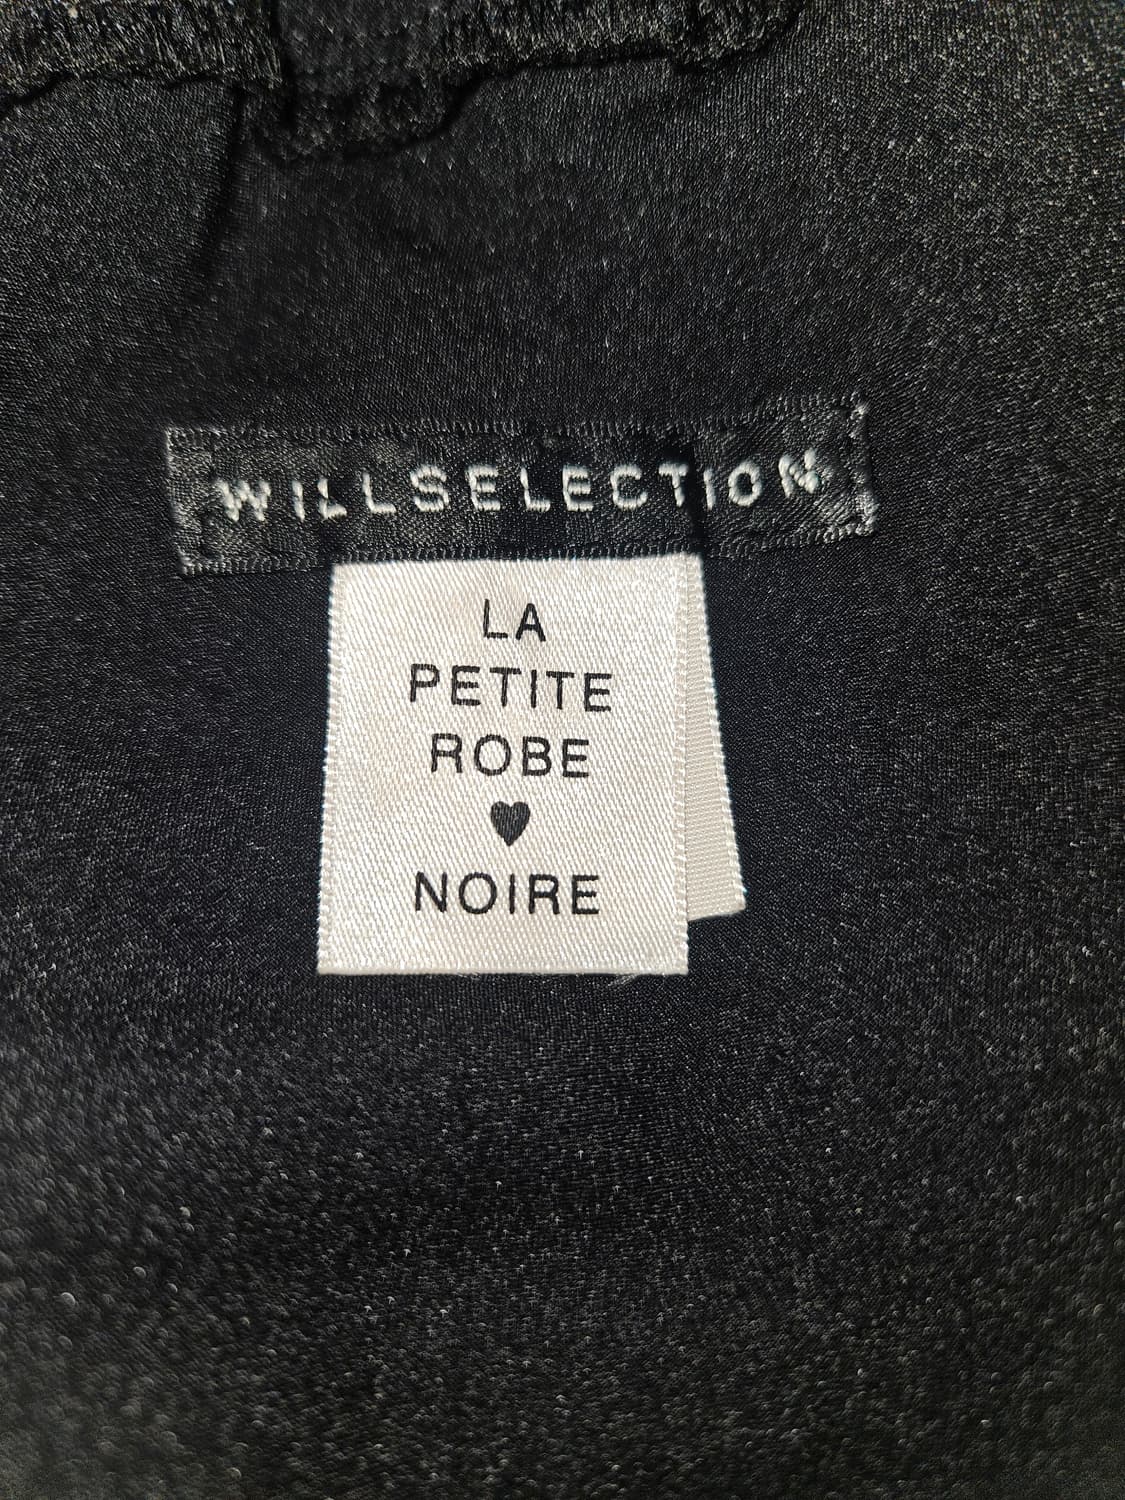 WILLSELECTION
LA
PETITE
ROBE
♥
NOIRE